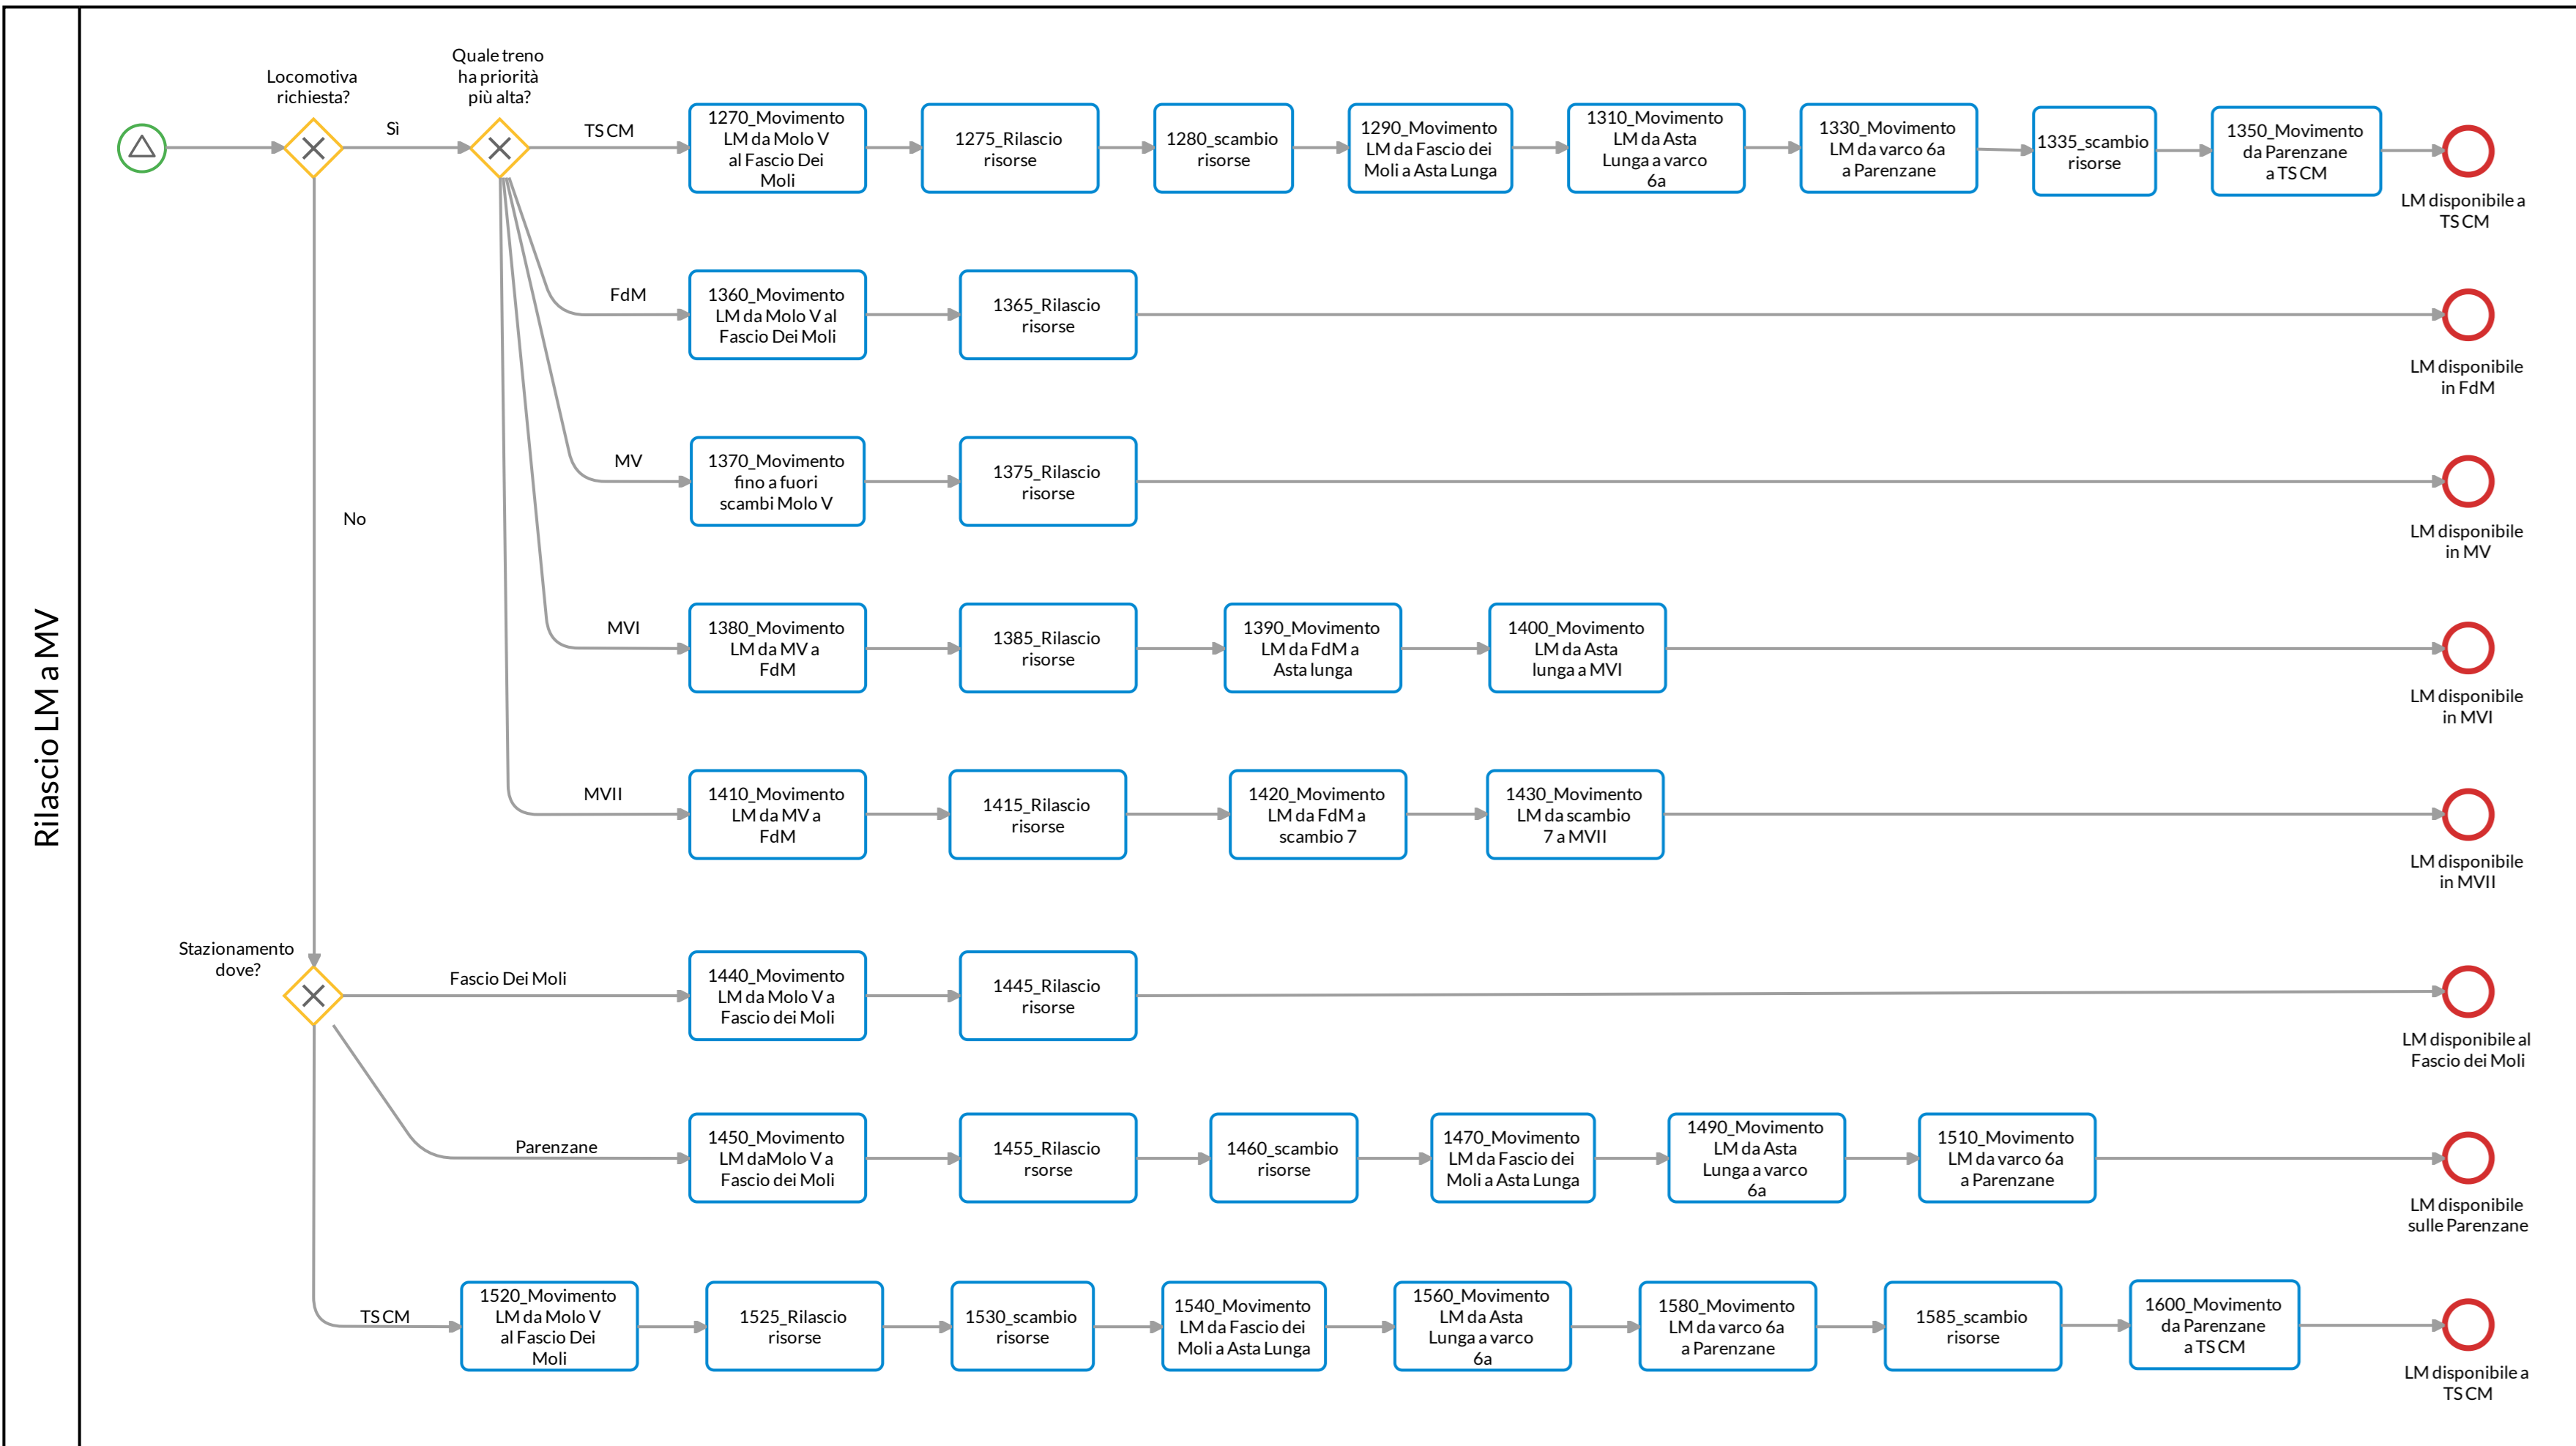 Rilascio LM a MV
Locomotiva
richiesta?
Sì
Quale treno
ha priorità
più alta?
TS CM
1270_Movimento
LM da Molo V
al Fascio Dei
Moli
1275_Rilascio
risorse
1280_scambio
risorse
1290_Movimento
LM da Fascio dei
Moli a Asta Lunga
1310_Movimento
LM da Asta
Lunga a varco
6a
1330_Movimento
LM da varco 6a
a Parenzane
1335_scambio
risorse
1350_Movimento
da Parenzane
a TS CM
LM disponibile a
TS CM
FdM
1360_Movimento
LM da Molo V al
Fascio Dei Moli
1365_Rilascio
risorse
LM disponibile
in FdM
MV
1370_Movimento
fino a fuori
scambi Molo V
1375_Rilascio
risorse
LM disponibile
in MV
No
MVI
1380_Movimento
LM da MV a
FdM
1385_Rilascio
risorse
1390_Movimento
LM da FdM a
Asta lunga
1400_Movimento
LM da Asta
lunga a MVI
LM disponibile
in MVI
MVII
1410_Movimento
LM da MV a
FdM
1415_Rilascio
risorse
1420_Movimento
LM da FdM a
scambio 7
1430_Movimento
LM da scambio
7 a MVII
LM disponibile
in MVII
Stazionamento
dove?
Fascio Dei Moli
1440_Movimento
LM da Molo V a
Fascio dei Moli
1445_Rilascio
risorse
LM disponibile al
Fascio dei Moli
Parenzane
1450_Movimento
LM daMolo V a
Fascio dei Moli
1455_Rilascio
rsorse
1460_scambio
risorse
1470_Movimento
LM da Fascio dei
Moli a Asta Lunga
1490_Movimento
LM da Asta
Lunga a varco
6a
1510_Movimento
LM da varco 6a
a Parenzane
LM disponibile
sulle Parenzane
TS CM
1520_Movimento
LM da Molo V
al Fascio Dei
Moli
1525_Rilascio
risorse
1530_scambio
risorse
1540_Movimento
LM da Fascio dei
Moli a Asta Lunga
1560_Movimento
LM da Asta
Lunga a varco
6a
1580_Movimento
LM da varco 6a
a Parenzane
1585_scambio
risorse
1600_Movimento
da Parenzane
a TS CM
LM disponibile a
TS CM